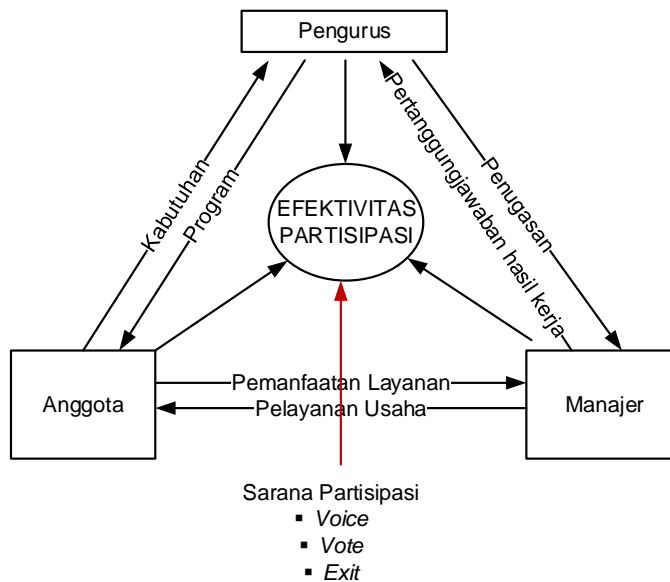 Pengurus
Kabutuhan
Program
Pertanggungjawaban hasil kerja
Penugasan
EFEKTIVITAS
PARTISIPASI
Anggota
Pemanfaatan Layanan
Pelayanan Usaha
Manajer
Sarana Partisipasi
▪ Voice
▪ Vote
▪ Exit